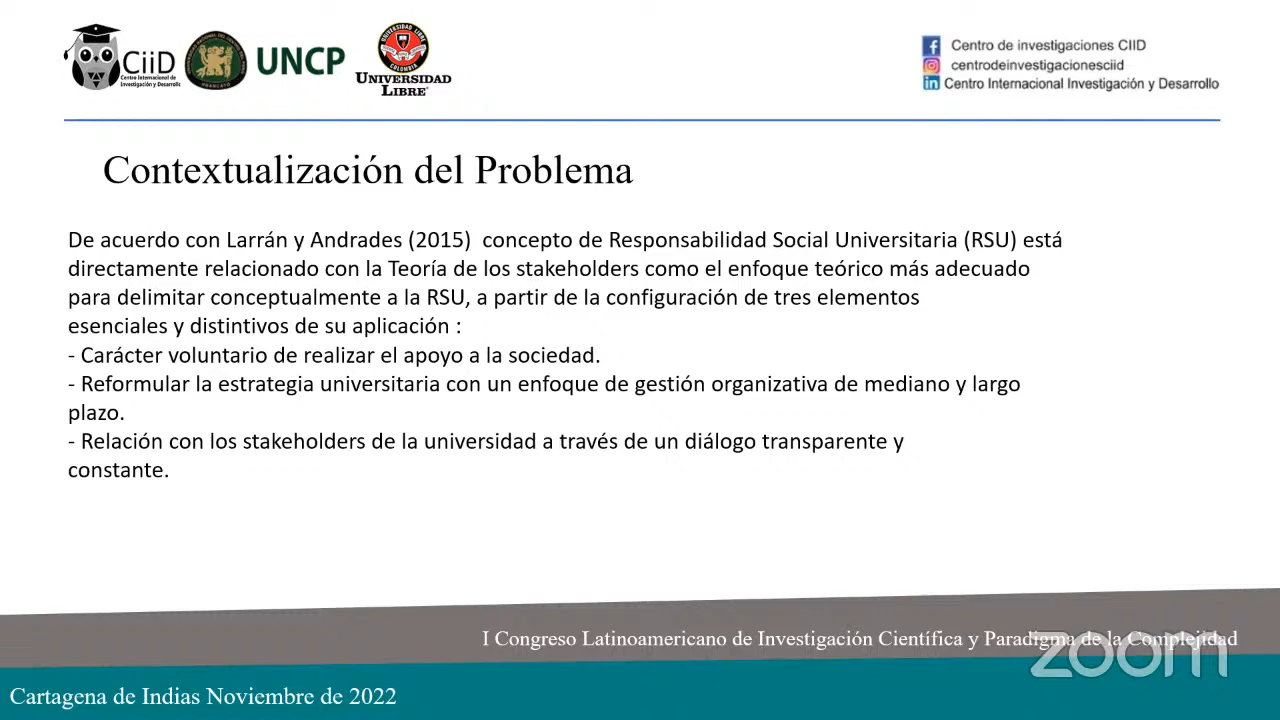 CiiD
Centro Internacional de
Investigación y Desarrollo
UNCP
UNIVERSIDAD LIBRE
COLOMBIA
UNIVERSIDAD
LIBRE
Centro de investigaciones CIID
centrodeinvestigacionesciid
Centro Internacional Investigación y Desarrollo
Contextualización del Problema
De acuerdo con Larrán y Andrades (2015) concepto de Responsabilidad Social Universitaria (RSU) está
directamente relacionado con la Teoría de los stakeholders como el enfoque teórico más adecuado
para delimitar conceptualmente a la RSU, a partir de la configuración de tres elementos
esenciales y distintivos de su aplicación :
- Carácter voluntario de realizar el apoyo a la sociedad.
- Reformular la estrategia universitaria con un enfoque de gestión organizativa de mediano y largo
plazo.
- Relación con los stakeholders de la universidad a través de un diálogo transparente y
constante.
I Congreso Latinoamericano de Investigación Científica y Paradigma de la Complejidad
zoom
Cartagena de Indias Noviembre de 2022